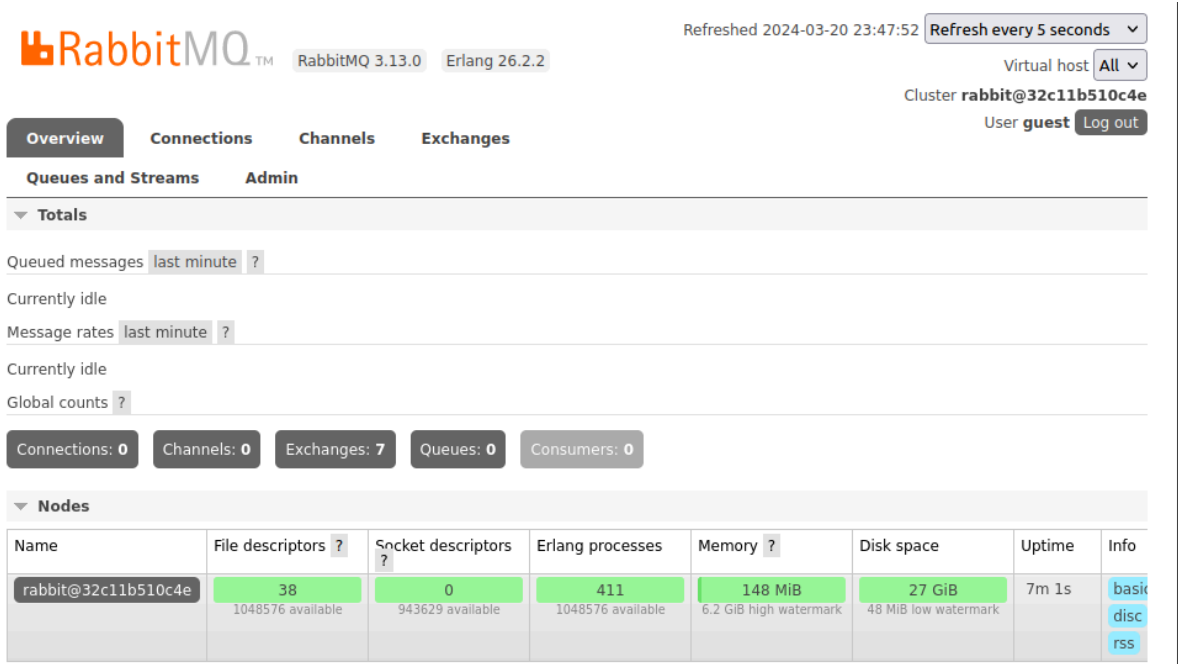 RabbitMQ TM RabbitMQ 3.13.0 Erlang 26.2.2
Refreshed 2024-03-20 23:47:52 Refresh every 5 seconds
Virtual host All
Cluster rabbit@32c11b510c4e
User guest Log out
Overview Connections Channels Exchanges
Queues and Streams Admin
Totals
Queued messages last minute ?
Currently idle
Message rates last minute ?
Currently idle
Global counts ?
Connections: 0 Channels: 0 Exchanges: 7 Queues: 0 Consumers: 0
Nodes
Name File descriptors ? Socket descriptors ? Erlang processes Memory ? Disk space Uptime Info
rabbit@32c11b510c4e 38 0 411 148 MiB 27 GiB 7m 1s basic
1048576 available 943629 available 1048576 available 6.2 GiB high watermark 48 MiB low watermark
disc
rss